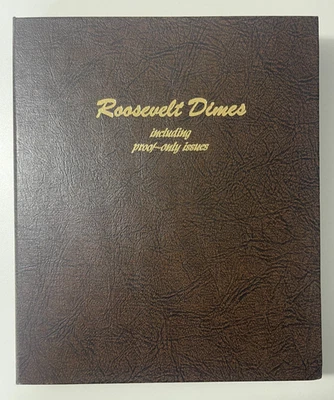 Roosevelt Dimes
including
proof-only issues